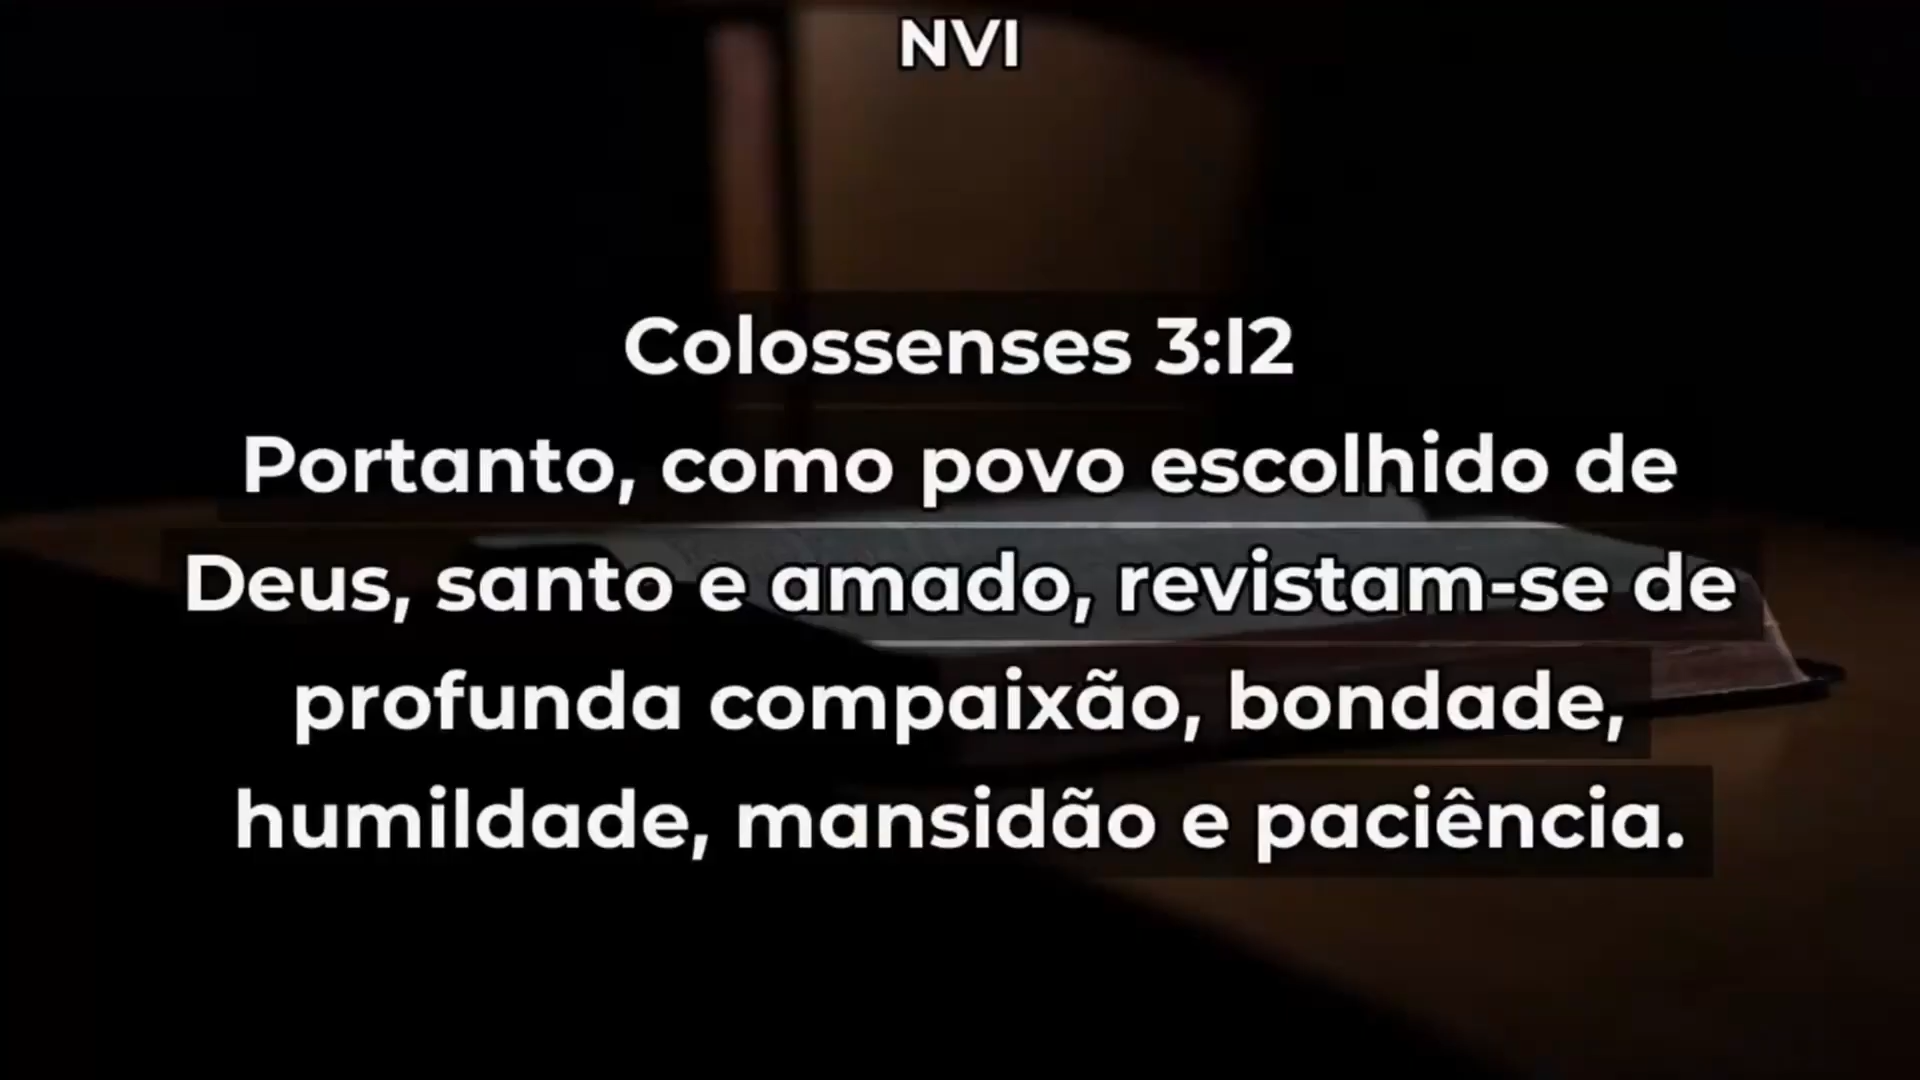 NVI
Colossenses 3:12
Portanto, como povo escolhido de
Deus, santo e amado, revistam-se de
profunda compaixão, bondade,
humildade, mansidão e paciência.